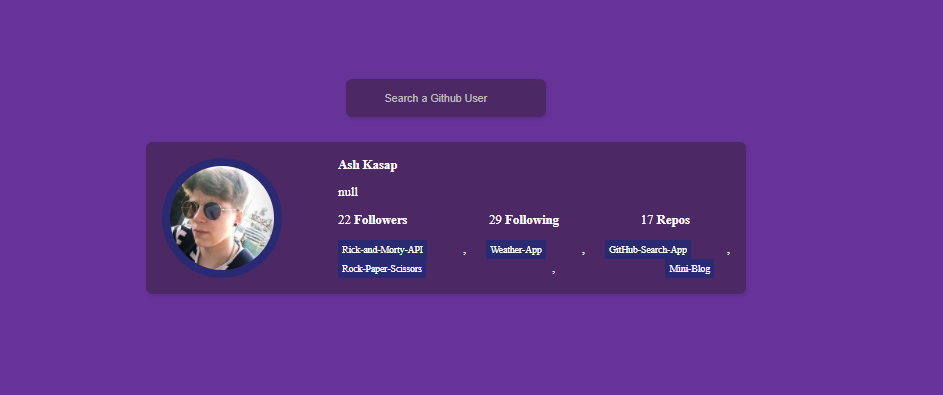 Search a Github User
Ash Kasap
null
22 Followers 29 Following 17 Repos
Rick-and-Morty-API , Weather-App , GitHub-Search-App ,
Rock-Paper-Scissors , Mini-Blog